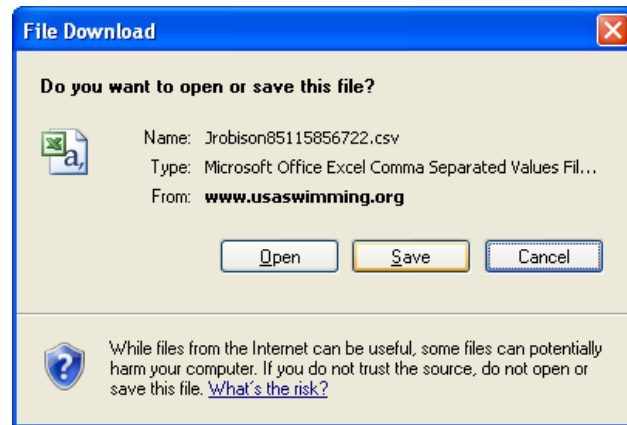 File Download
Do you want to open or save this file?
Name: Jrobison85115856722.csv
Type: Microsoft Office Excel Comma Separated Values Fil...
From: www.usaswimming.org
Open Save Cancel
While files from the Internet can be useful, some files can potentially
harm your computer. If you do not trust the source, do not open or
save this file. What's the risk?